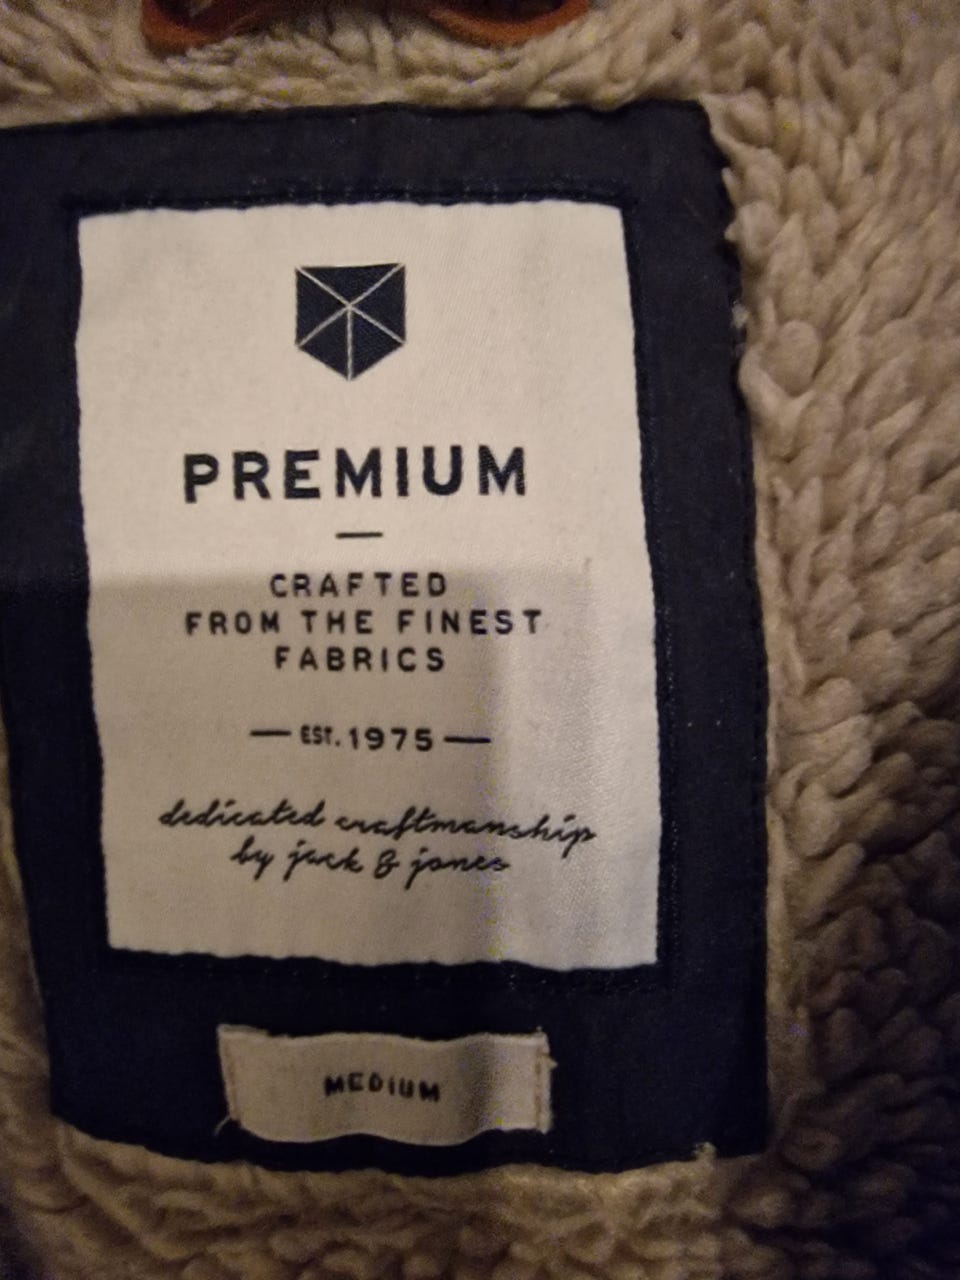 PREMIUM
CRAFTED
FROM THE FINEST
FABRICS
EST. 1975
dedicated craftmanship
by jack & jones
MEDIUM